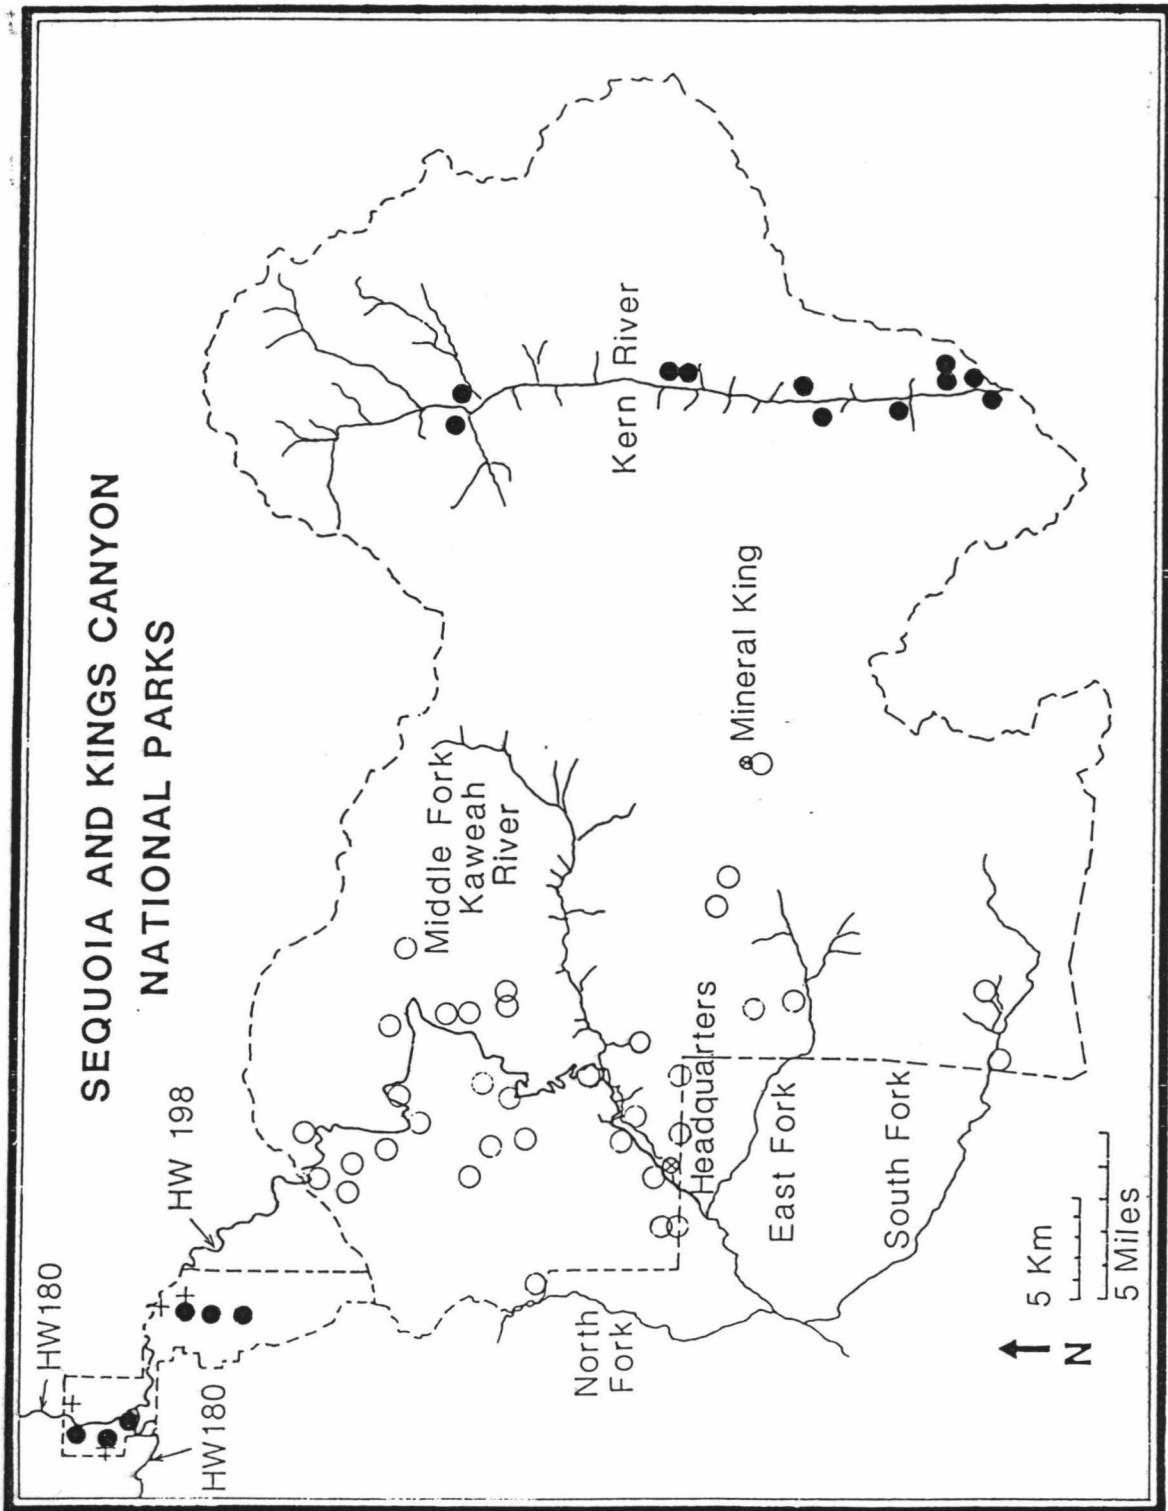 SEQUOIA AND KINGS CANYON
NATIONAL PARKS
HW180
HW 198
HW180
Middle Fork
Kaweah
River
Kern River
North
Fork
Headquarters
Mineral King
East Fork
South Fork
5 Km
5 Miles
N